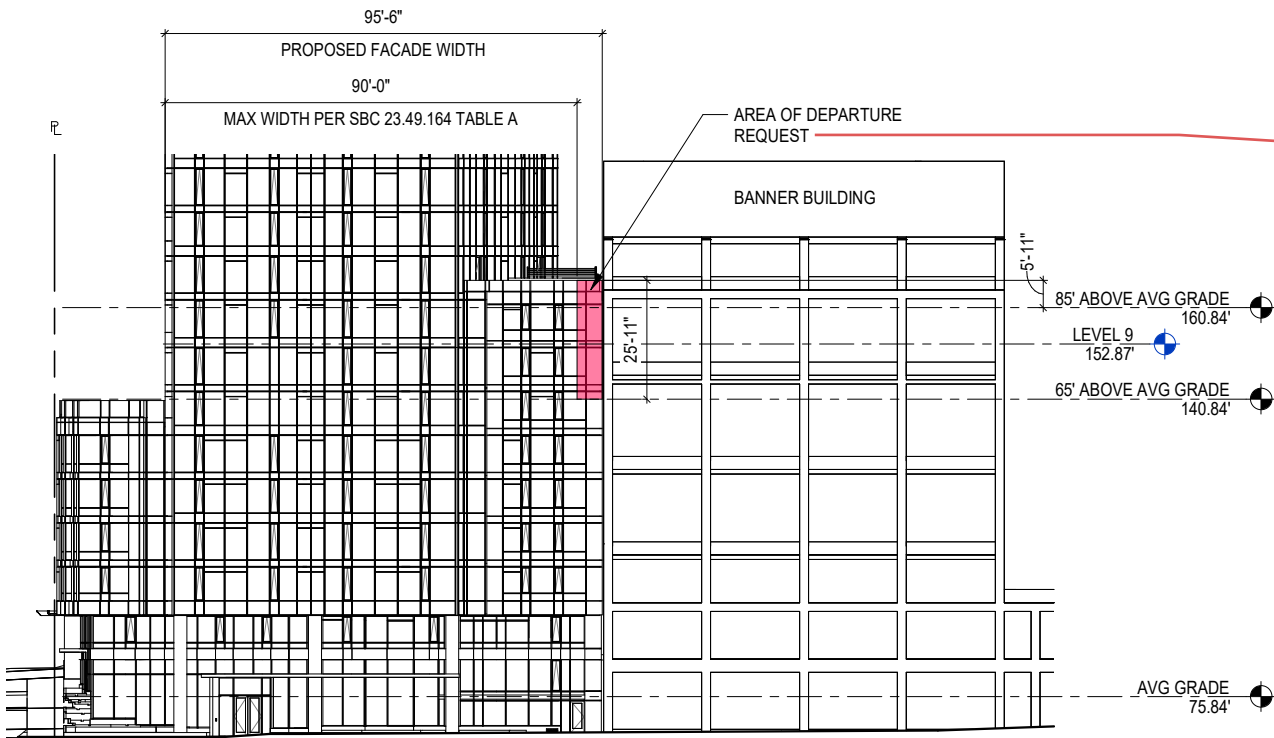 95'-6"
PROPOSED FACADE WIDTH
90'-0"
MAX WIDTH PER SBC 23.49.164 TABLE A
AREA OF DEPARTURE
REQUEST
PL
BANNER BUILDING
5'-11"
85' ABOVE AVG GRADE
160.84'
LEVEL 9
152.87'
25'-11"
65' ABOVE AVG GRADE
140.84'
AVG GRADE
75.84'